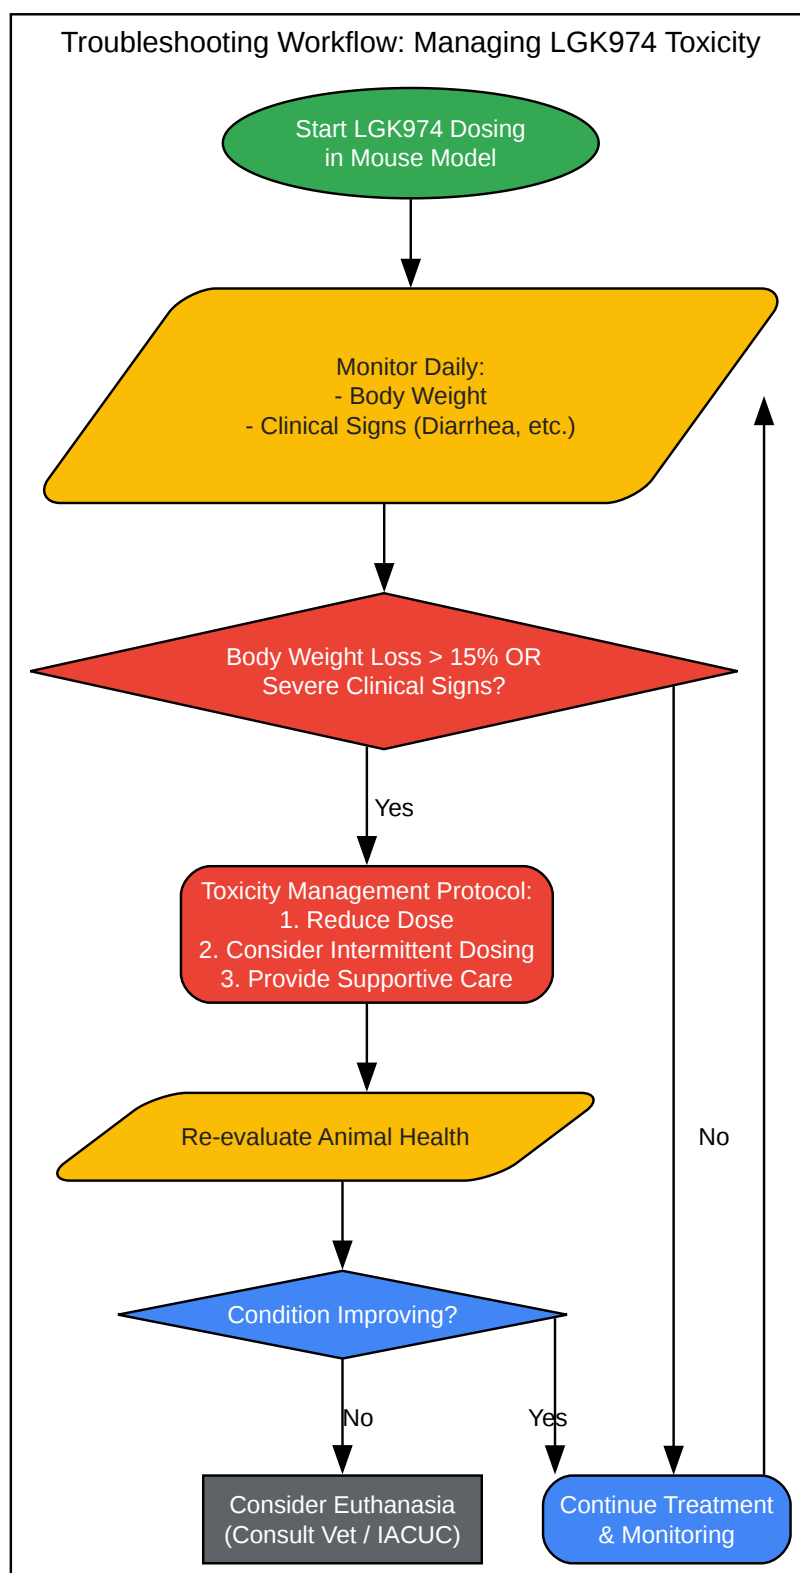 Troubleshooting Workflow: Managing LGK974 Toxicity
Start LGK974 Dosing
in Mouse Model
Monitor Daily:
- Body Weight
- Clinical Signs (Diarrhea, etc.)
Body Weight Loss > 15% OR
Severe Clinical Signs?
Yes
Toxicity Management Protocol:
1. Reduce Dose
2. Consider Intermittent Dosing
3. Provide Supportive Care
Re-evaluate Animal Health
No
Condition Improving?
No
Yes
Consider Euthanasia
(Consult Vet / IACUC)
Continue Treatment
& Monitoring